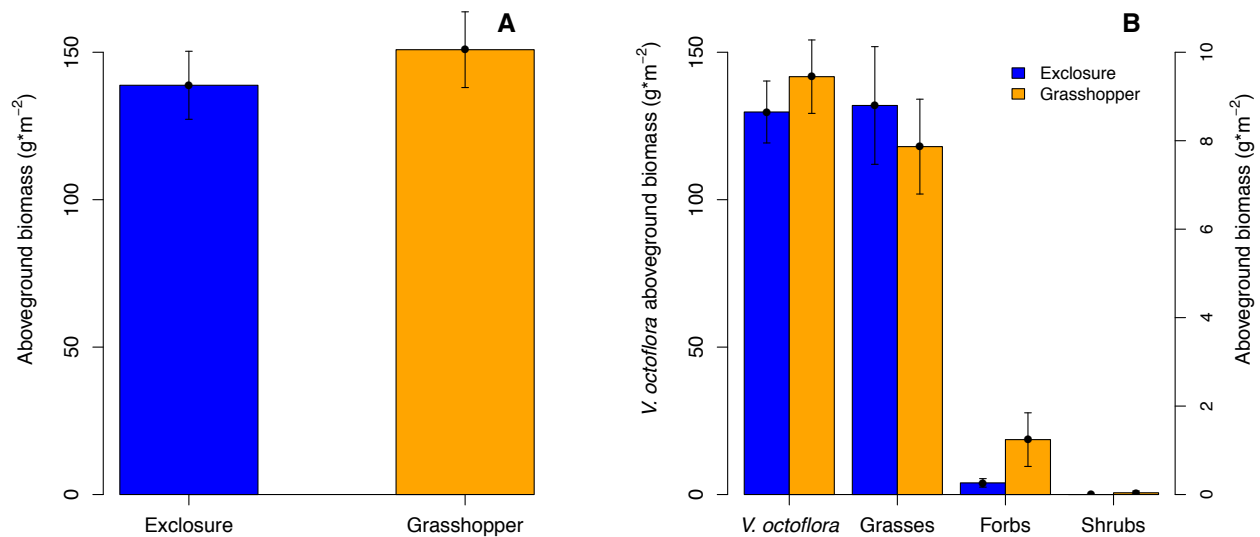 A
Aboveground biomass (g*m−2)
150
100
50
0
Exclosure
Grasshopper
B
V. octoflora aboveground biomass (g*m−2)
150
100
50
0
Exclosure
Grasshopper
10
8
6
4
2
0
Aboveground biomass (g*m−2)
V. octoflora
Grasses
Forbs
Shrubs